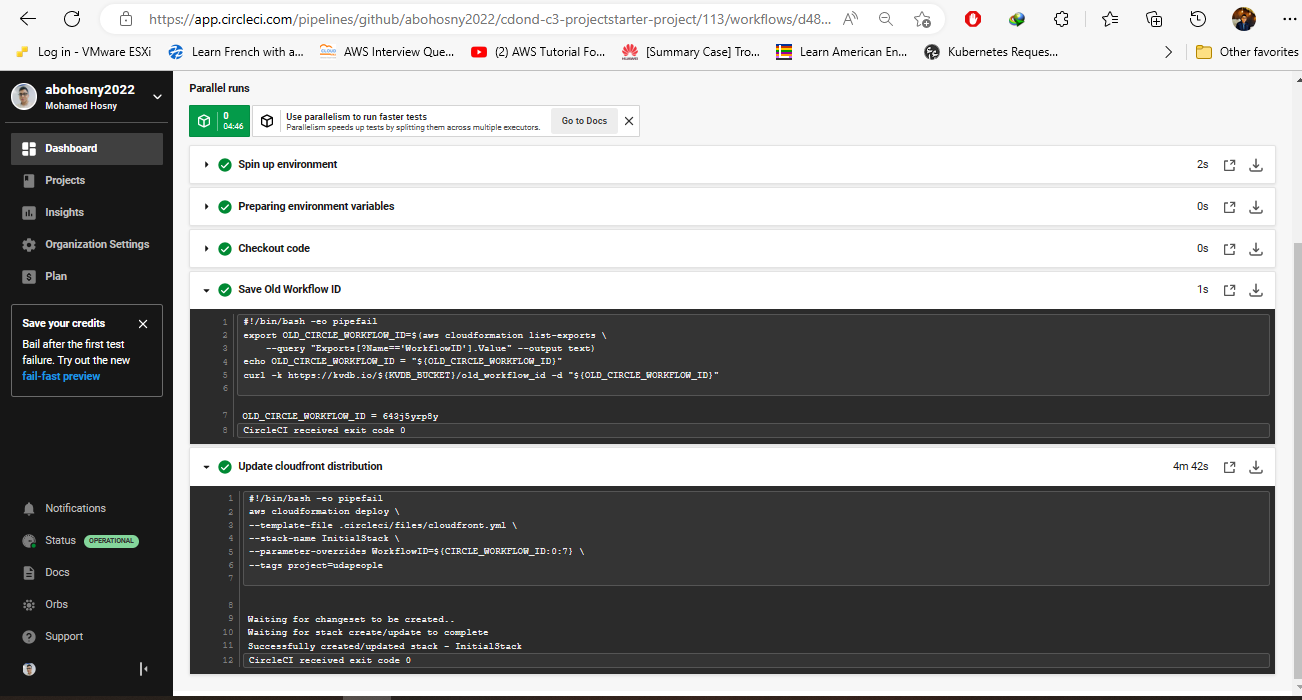 https://app.circleci.com/pipelines/github/abohosny2022/cdond-c3-projectstarter-project/113/workflows/d48...
Log in - VMware ESXi
Learn French with a...
AWS Interview Que...
(2) AWS Tutorial Fo...
[Summary Case] Tro...
Learn American En...
Kubernetes Reques...
Other favorites
abohosny2022
Mohamed Hosny
Dashboard
Projects
Insights
Organization Settings
Plan
Save your credits
Bail after the first test
failure. Try out the new
fail-fast preview
Notifications
Status OPERATIONAL
Docs
Orbs
Support
Parallel runs
0
04:46
Use parallelism to run faster tests
Parallelism speeds up tests by splitting them across multiple executors.
Go to Docs
Spin up environment 2s
Preparing environment variables 0s
Checkout code 0s
Save Old Workflow ID 1s
1 #!/bin/bash -eo pipefail
2 export OLD_CIRCLE_WORKFLOW_ID=$(aws cloudformation list-exports \
3 --query "Exports[?Name=='WorkflowID'].Value" --output text)
4 echo OLD_CIRCLE_WORKFLOW_ID = "${OLD_CIRCLE_WORKFLOW_ID}"
5 curl -k https://kvdb.io/${KVDB_BUCKET}/old_workflow_id -d "${OLD_CIRCLE_WORKFLOW_ID}"
6
7 OLD_CIRCLE_WORKFLOW_ID = 643j5yrp8y
8 CircleCI received exit code 0
Update cloudfront distribution 4m 42s
1 #!/bin/bash -eo pipefail
2 aws cloudformation deploy \
3 --template-file .circleci/files/cloudfront.yml \
4 --stack-name InitialStack \
5 --parameter-overrides WorkflowID=${CIRCLE_WORKFLOW_ID:0:7} \
6 --tags project=udapeople
7
8
9 Waiting for changeset to be created..
10 Waiting for stack create/update to complete
11 Successfully created/updated stack - InitialStack
12 CircleCI received exit code 0